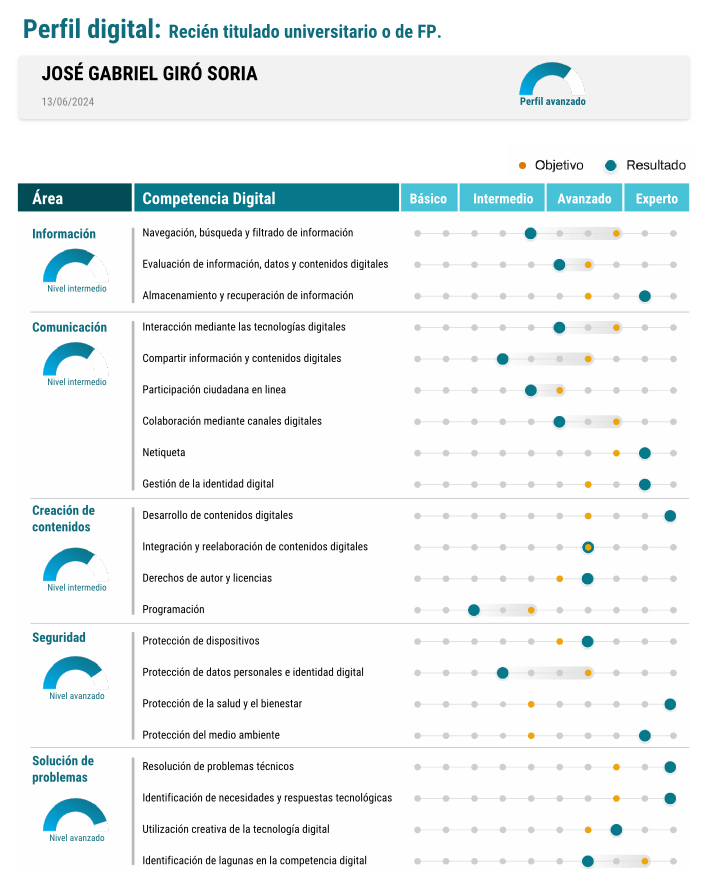 Perfil digital: Recién titulado universitario o de FP.
JOSÉ GABRIEL GIRÓ SORIA
13/06/2024
Perfil avanzado
Objetivo Resultado
Área Competencia Digital Básico Intermedio Avanzado Experto
Información
Nivel intermedio
Navegación, búsqueda y filtrado de información
Evaluación de información, datos y contenidos digitales
Almacenamiento y recuperación de información
Comunicación
Nivel intermedio
Interacción mediante las tecnologías digitales
Compartir información y contenidos digitales
Participación ciudadana en linea
Colaboración mediante canales digitales
Netiqueta
Gestión de la identidad digital
Creación de
contenidos
Nivel intermedio
Desarrollo de contenidos digitales
Integración y reelaboración de contenidos digitales
Derechos de autor y licencias
Programación
Seguridad
Nivel avanzado
Protección de dispositivos
Protección de datos personales e identidad digital
Protección de la salud y el bienestar
Protección del medio ambiente
Solución de
problemas
Nivel avanzado
Resolución de problemas técnicos
Identificación de necesidades y respuestas tecnológicas
Utilización creativa de la tecnología digital
Identificación de lagunas en la competencia digital